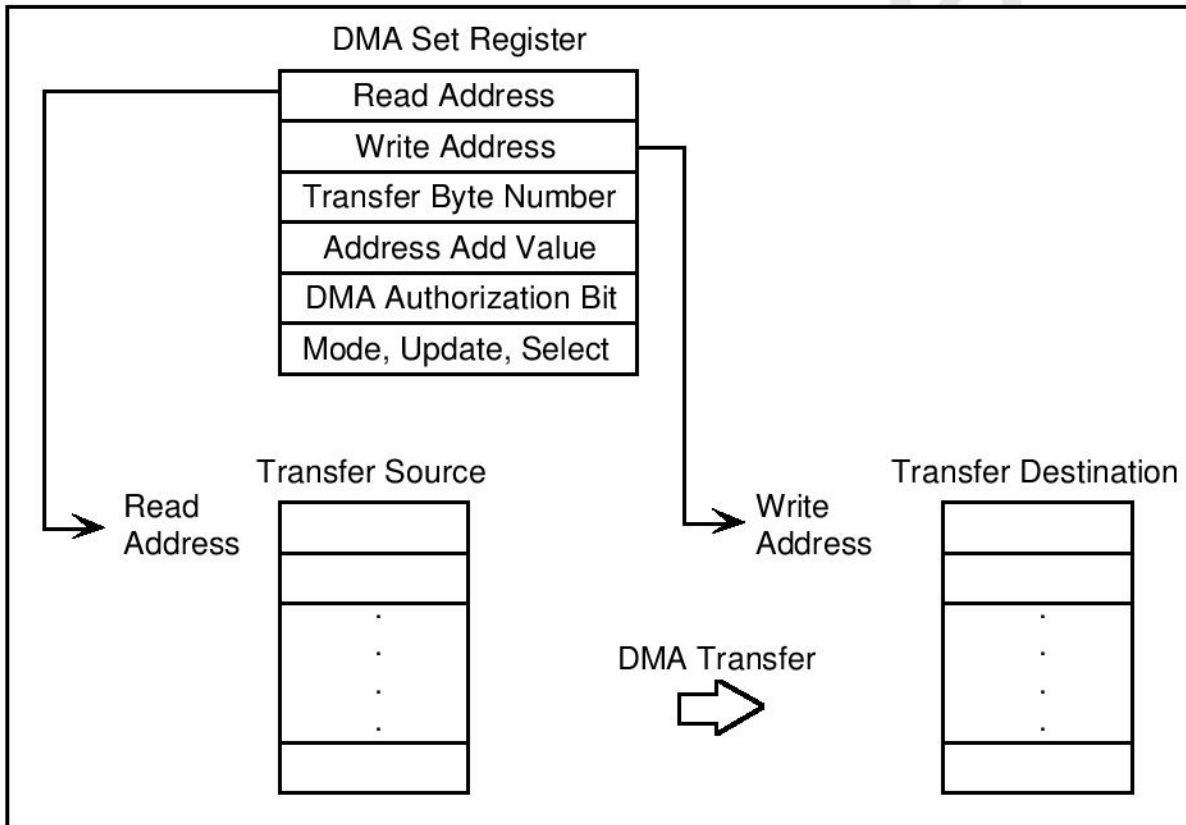 DMA Set Register
Read Address
Write Address
Transfer Byte Number
Address Add Value
DMA Authorization Bit
Mode, Update, Select
Transfer Source
Transfer Destination
Read
Address
Write
Address
DMA Transfer